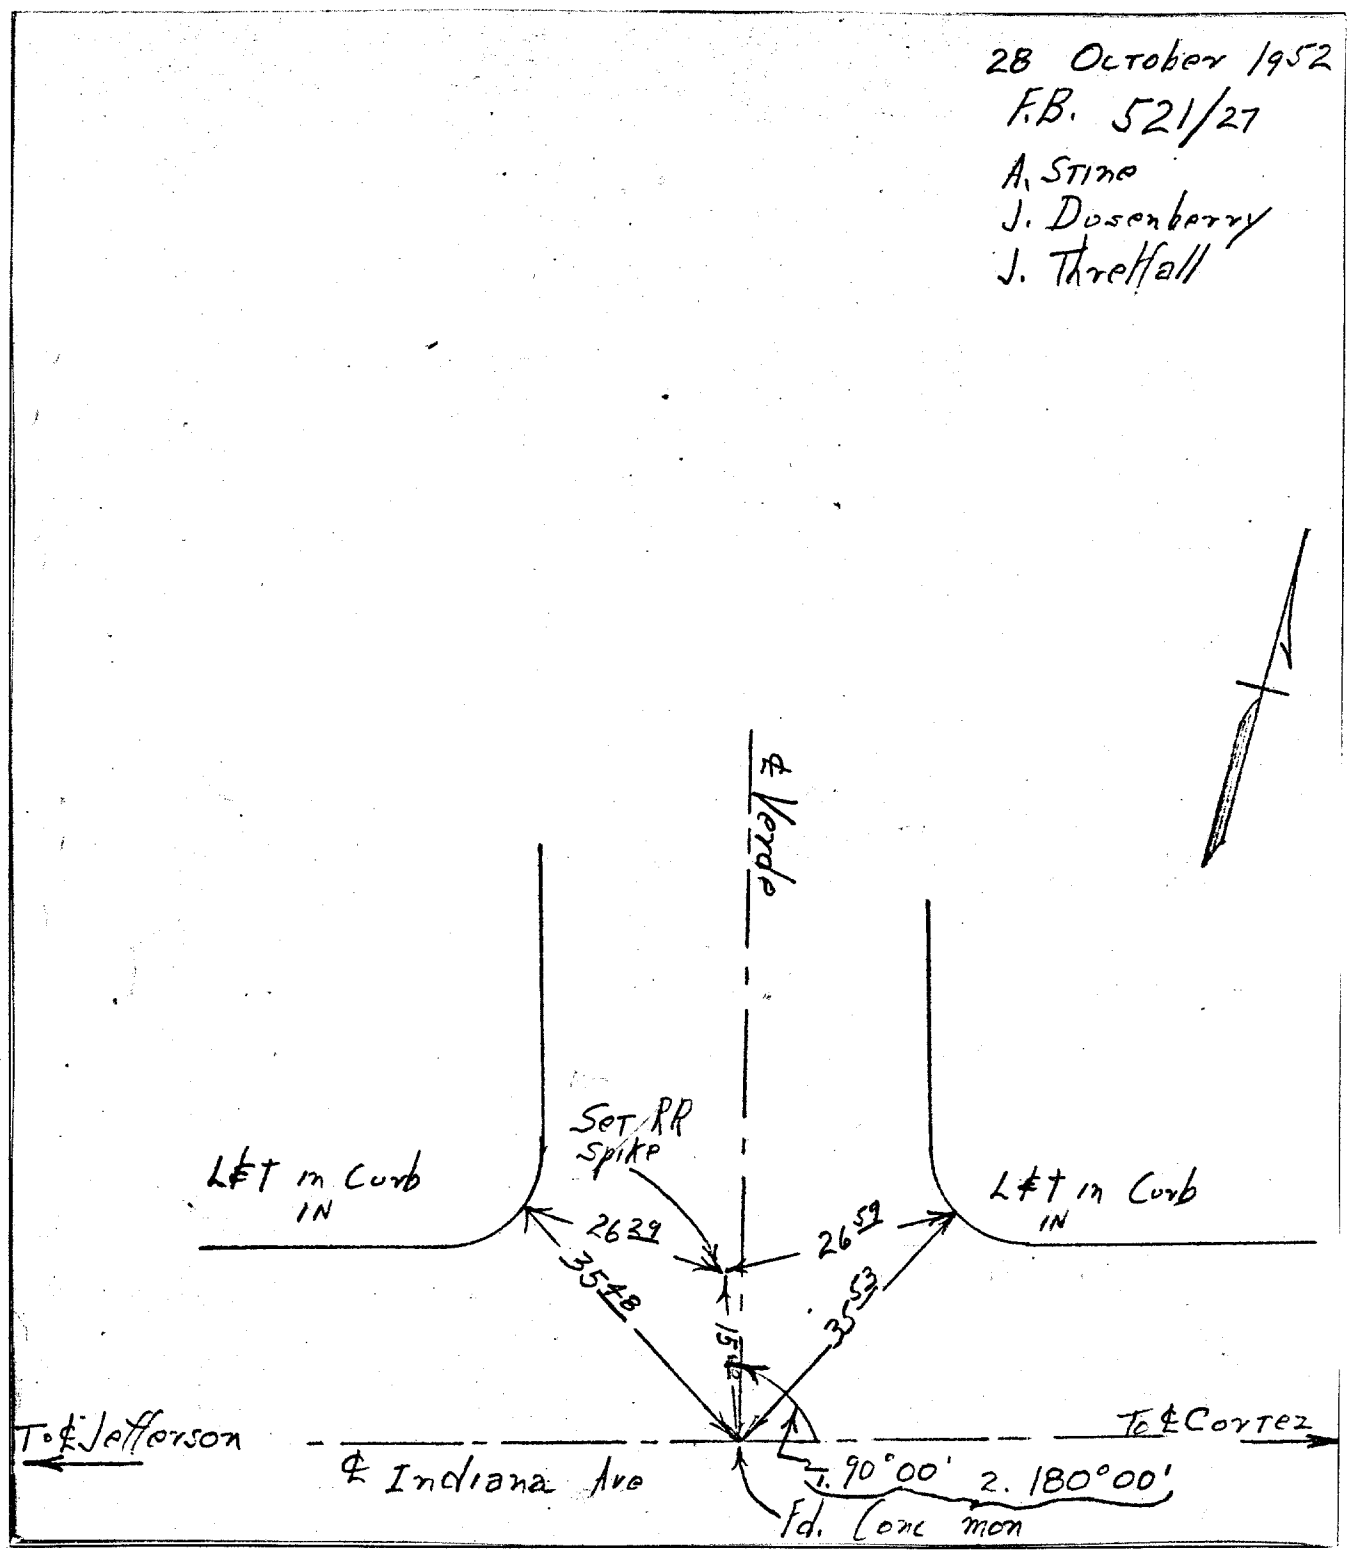 28 October 1952
F.B. 521/27
A. Stine
J. Dusenberry
J. Threlfall
℄ Verde
Set RR
Spike
L&T in Curb
IN
L&T in Curb
IN
26 39
26 59
35 48
35 53
To ℄ Jefferson
To ℄ Cortez
℄ Indiana Ave
1. 90°00' 2. 180°00'
Fd. Conc mon